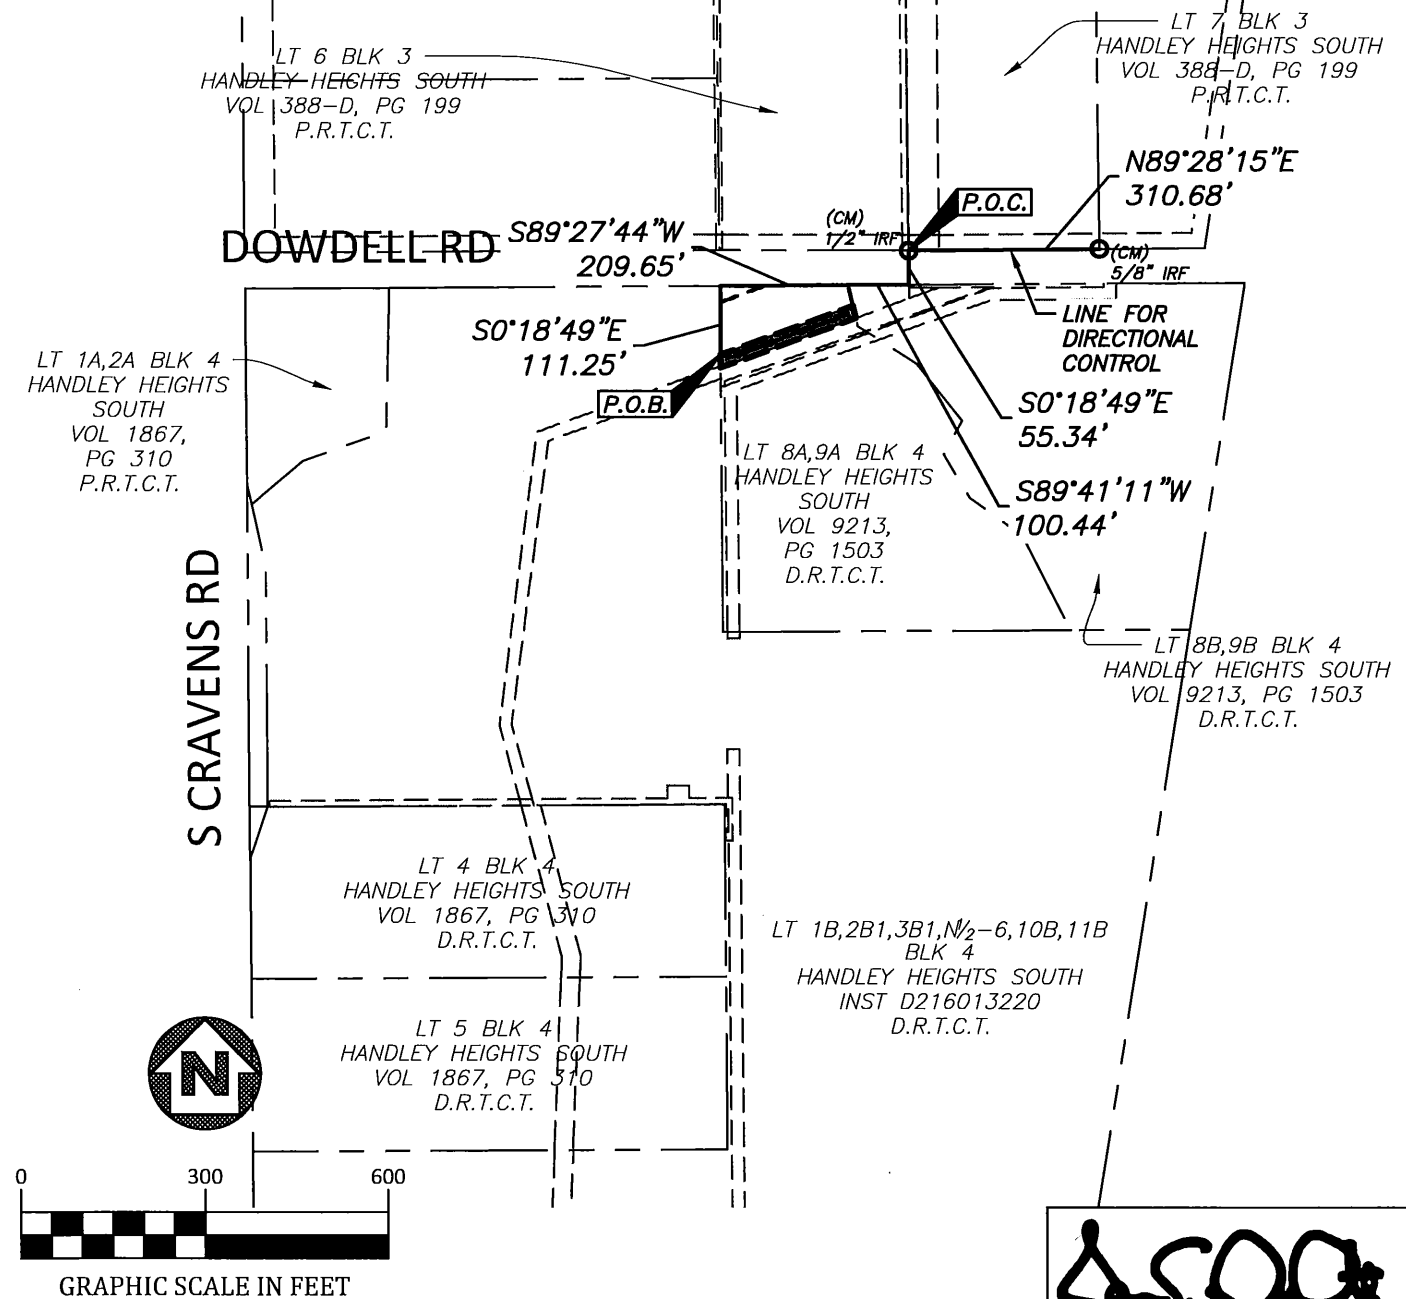 LT 6 BLK 3
HANDLEY HEIGHTS SOUTH
VOL 388-D, PG 199
P.R.T.C.T.
LT 7 BLK 3
HANDLEY HEIGHTS SOUTH
VOL 388-D, PG 199
P.R.T.C.T.
N89°28'15"E
310.68'
P.O.C.
(CM)
1/2" IRF
DOWDELL RD
S89°27'44"W
209.65'
(CM)
5/8" IRF
S0°18'49"E
111.25'
LINE FOR
DIRECTIONAL
CONTROL
LT 1A,2A BLK 4
HANDLEY HEIGHTS
SOUTH
VOL 1867,
PG 310
P.R.T.C.T.
P.O.B.
S0°18'49"E
55.34'
LT 8A,9A BLK 4
HANDLEY HEIGHTS
SOUTH
VOL 9213,
PG 1503
D.R.T.C.T.
S89°41'11"W
100.44'
S CRAVENS RD
LT 8B,9B BLK 4
HANDLEY HEIGHTS SOUTH
VOL 9213, PG 1503
D.R.T.C.T.
LT 4 BLK 4
HANDLEY HEIGHTS SOUTH
VOL 1867, PG 310
D.R.T.C.T.
LT 1B,2B1,3B1,N½-6,10B,11B
BLK 4
HANDLEY HEIGHTS SOUTH
INST D216013220
D.R.T.C.T.
LT 5 BLK 4
HANDLEY HEIGHTS SOUTH
VOL 1867, PG 310
D.R.T.C.T.
N
0 300 600
GRAPHIC SCALE IN FEET